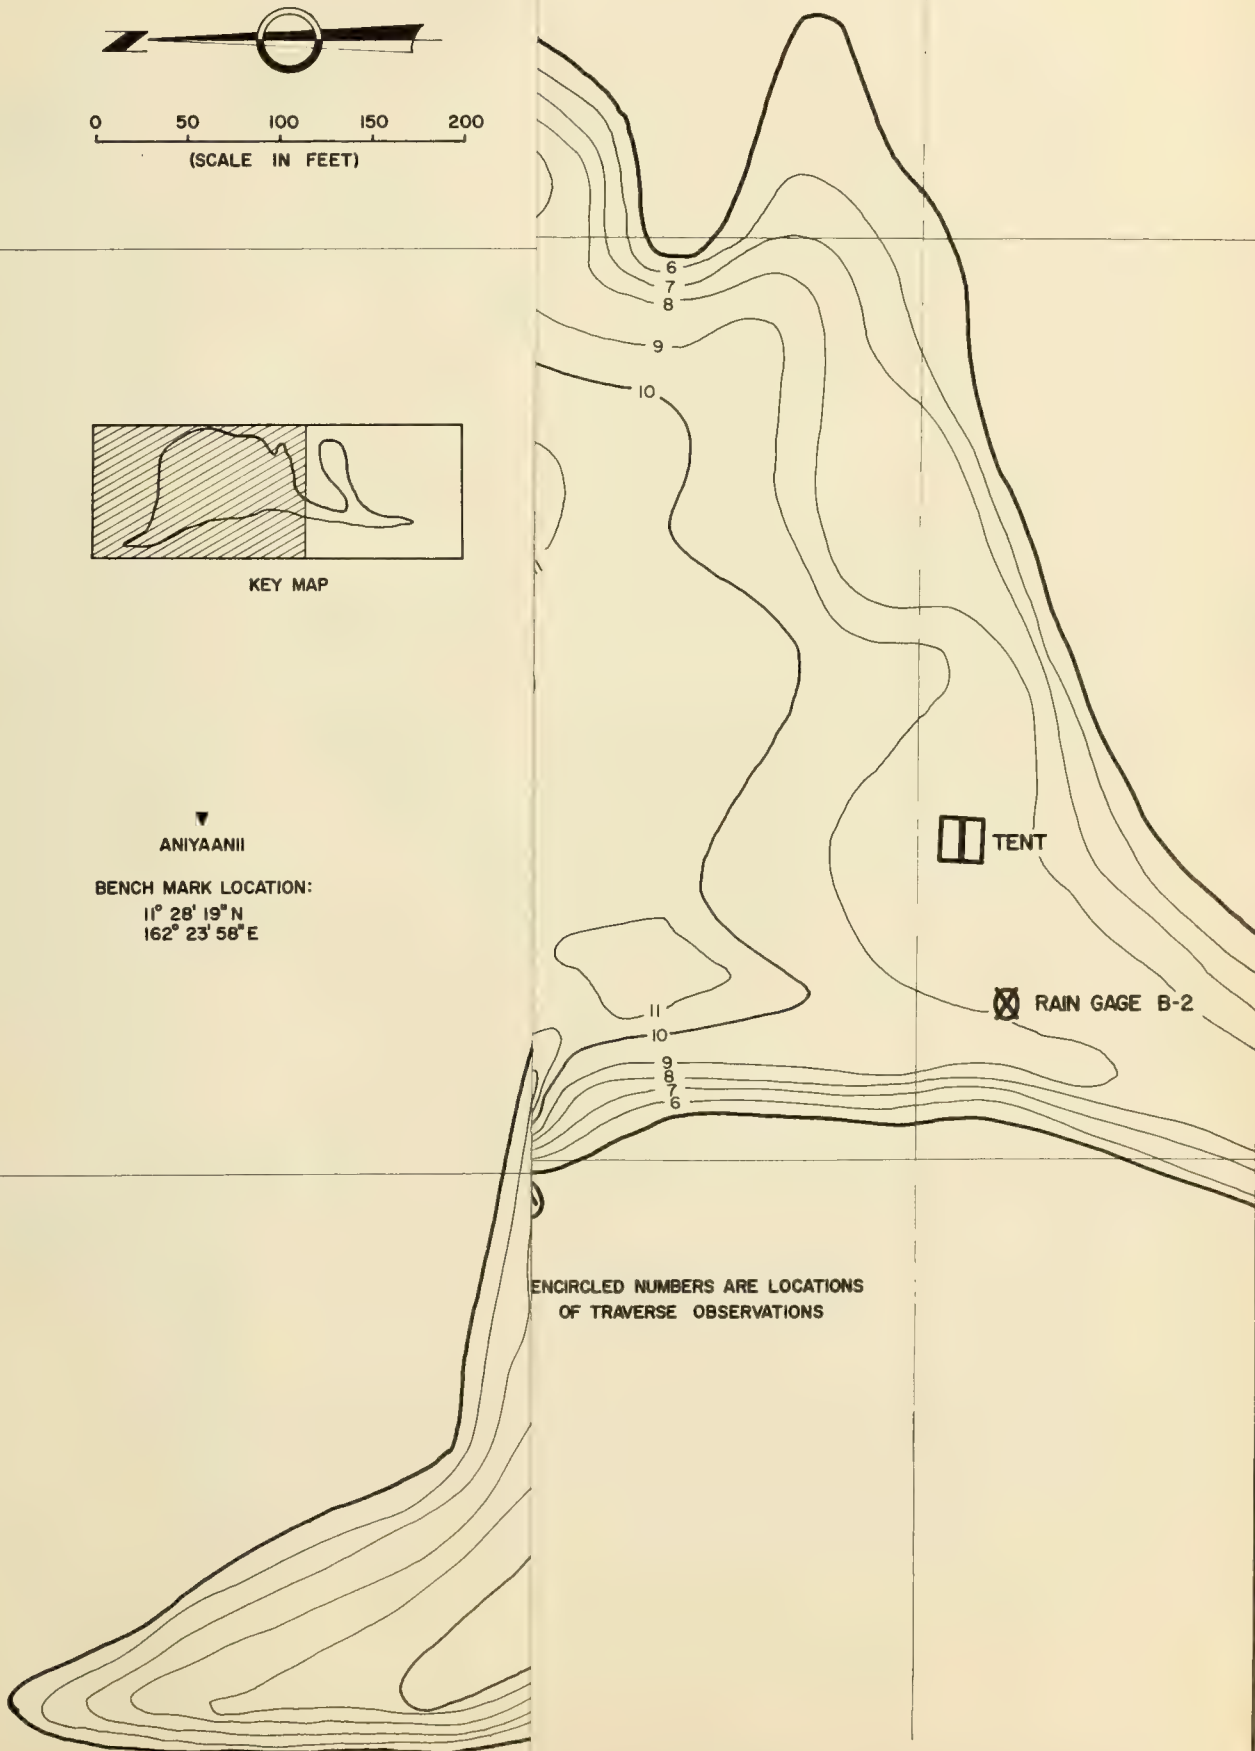 N
0 50 100 150 200
(SCALE IN FEET)
6
7
8
9
10
KEY MAP
ANIYAANII
BENCH MARK LOCATION:
11° 28' 19" N
162° 23' 58" E
TENT
RAIN GAGE B-2
11
10
9
8
7
6
ENCIRCLED NUMBERS ARE LOCATIONS
OF TRAVERSE OBSERVATIONS